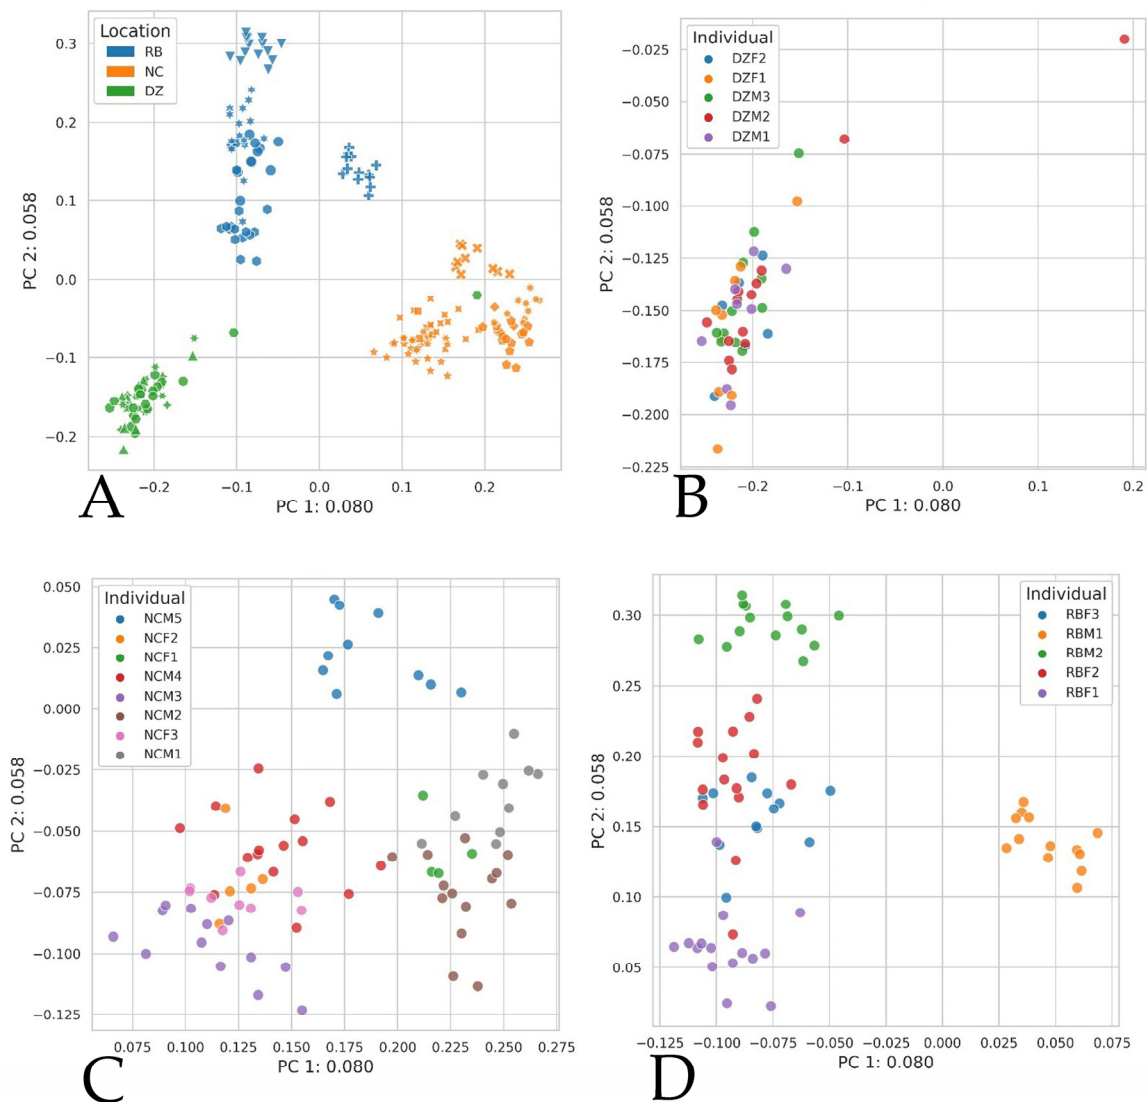 Location
RB
NC
DZ
0.3
0.2
0.1
0.0
−0.1
−0.2
PC 2: 0.058
−0.2 −0.1 0.0 0.1 0.2
PC 1: 0.080
A
Individual
DZF2
DZF1
DZM3
DZM2
DZM1
−0.025
−0.050
−0.075
−0.100
−0.125
−0.150
−0.175
−0.200
−0.225
PC 2: 0.058
−0.2 −0.1 0.0 0.1 0.2
PC 1: 0.080
B
Individual
NCM5
NCF2
NCF1
NCM4
NCM3
NCM2
NCF3
NCM1
0.050
0.025
0.000
−0.025
−0.050
−0.075
−0.100
−0.125
PC 2: 0.058
0.075 0.100 0.125 0.150 0.175 0.200 0.225 0.250 0.275
PC 1: 0.080
C
Individual
RBF3
RBM1
RBM2
RBF2
RBF1
0.30
0.25
0.20
0.15
0.10
0.05
PC 2: 0.058
−0.125 −0.100 −0.075 −0.050 −0.025 0.000 0.025 0.050 0.075
PC 1: 0.080
D